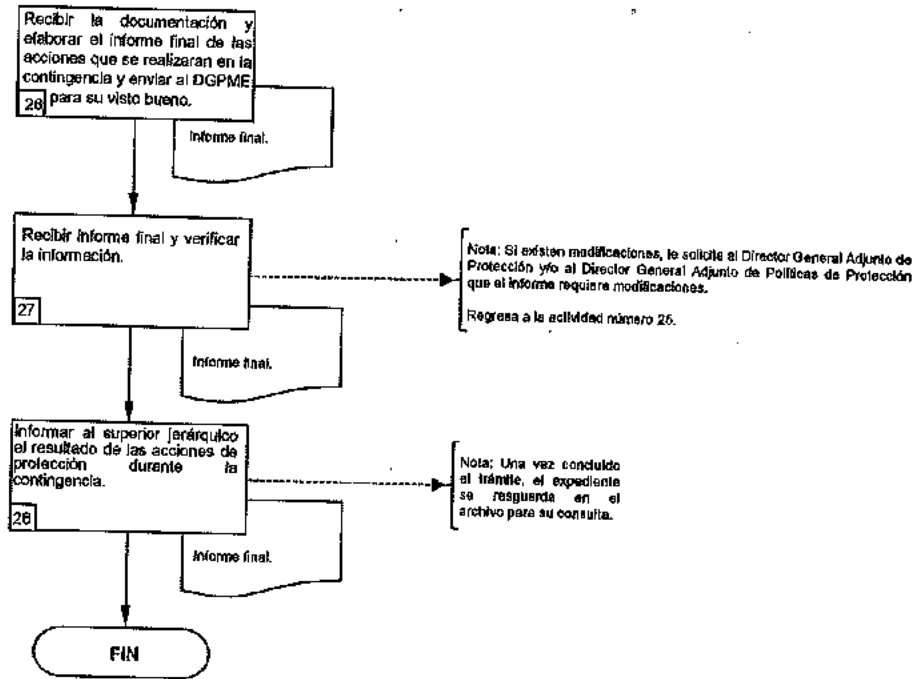 Recibir la documentación y
elaborar el informe final de las
acciones que se realizaran en la
contingencia y enviar al DGPME
26 para su visto bueno.
Informe final.
Recibir informe final y verificar
la información.
27
Nota: Si existen modificaciones, le solicita al Director General Adjunto de
Protección y/o al Director General Adjunto de Políticas de Protección
que el informe requiere modificaciones.
Regresa a la actividad número 25.
Informe final.
Informar al superior jerárquico
el resultado de las acciones de
protección durante la
contingencia.
28
Nota: Una vez concluido
el trámite, el expediente
se resguarda en el
archivo para su consulta.
Informe final.
FIN